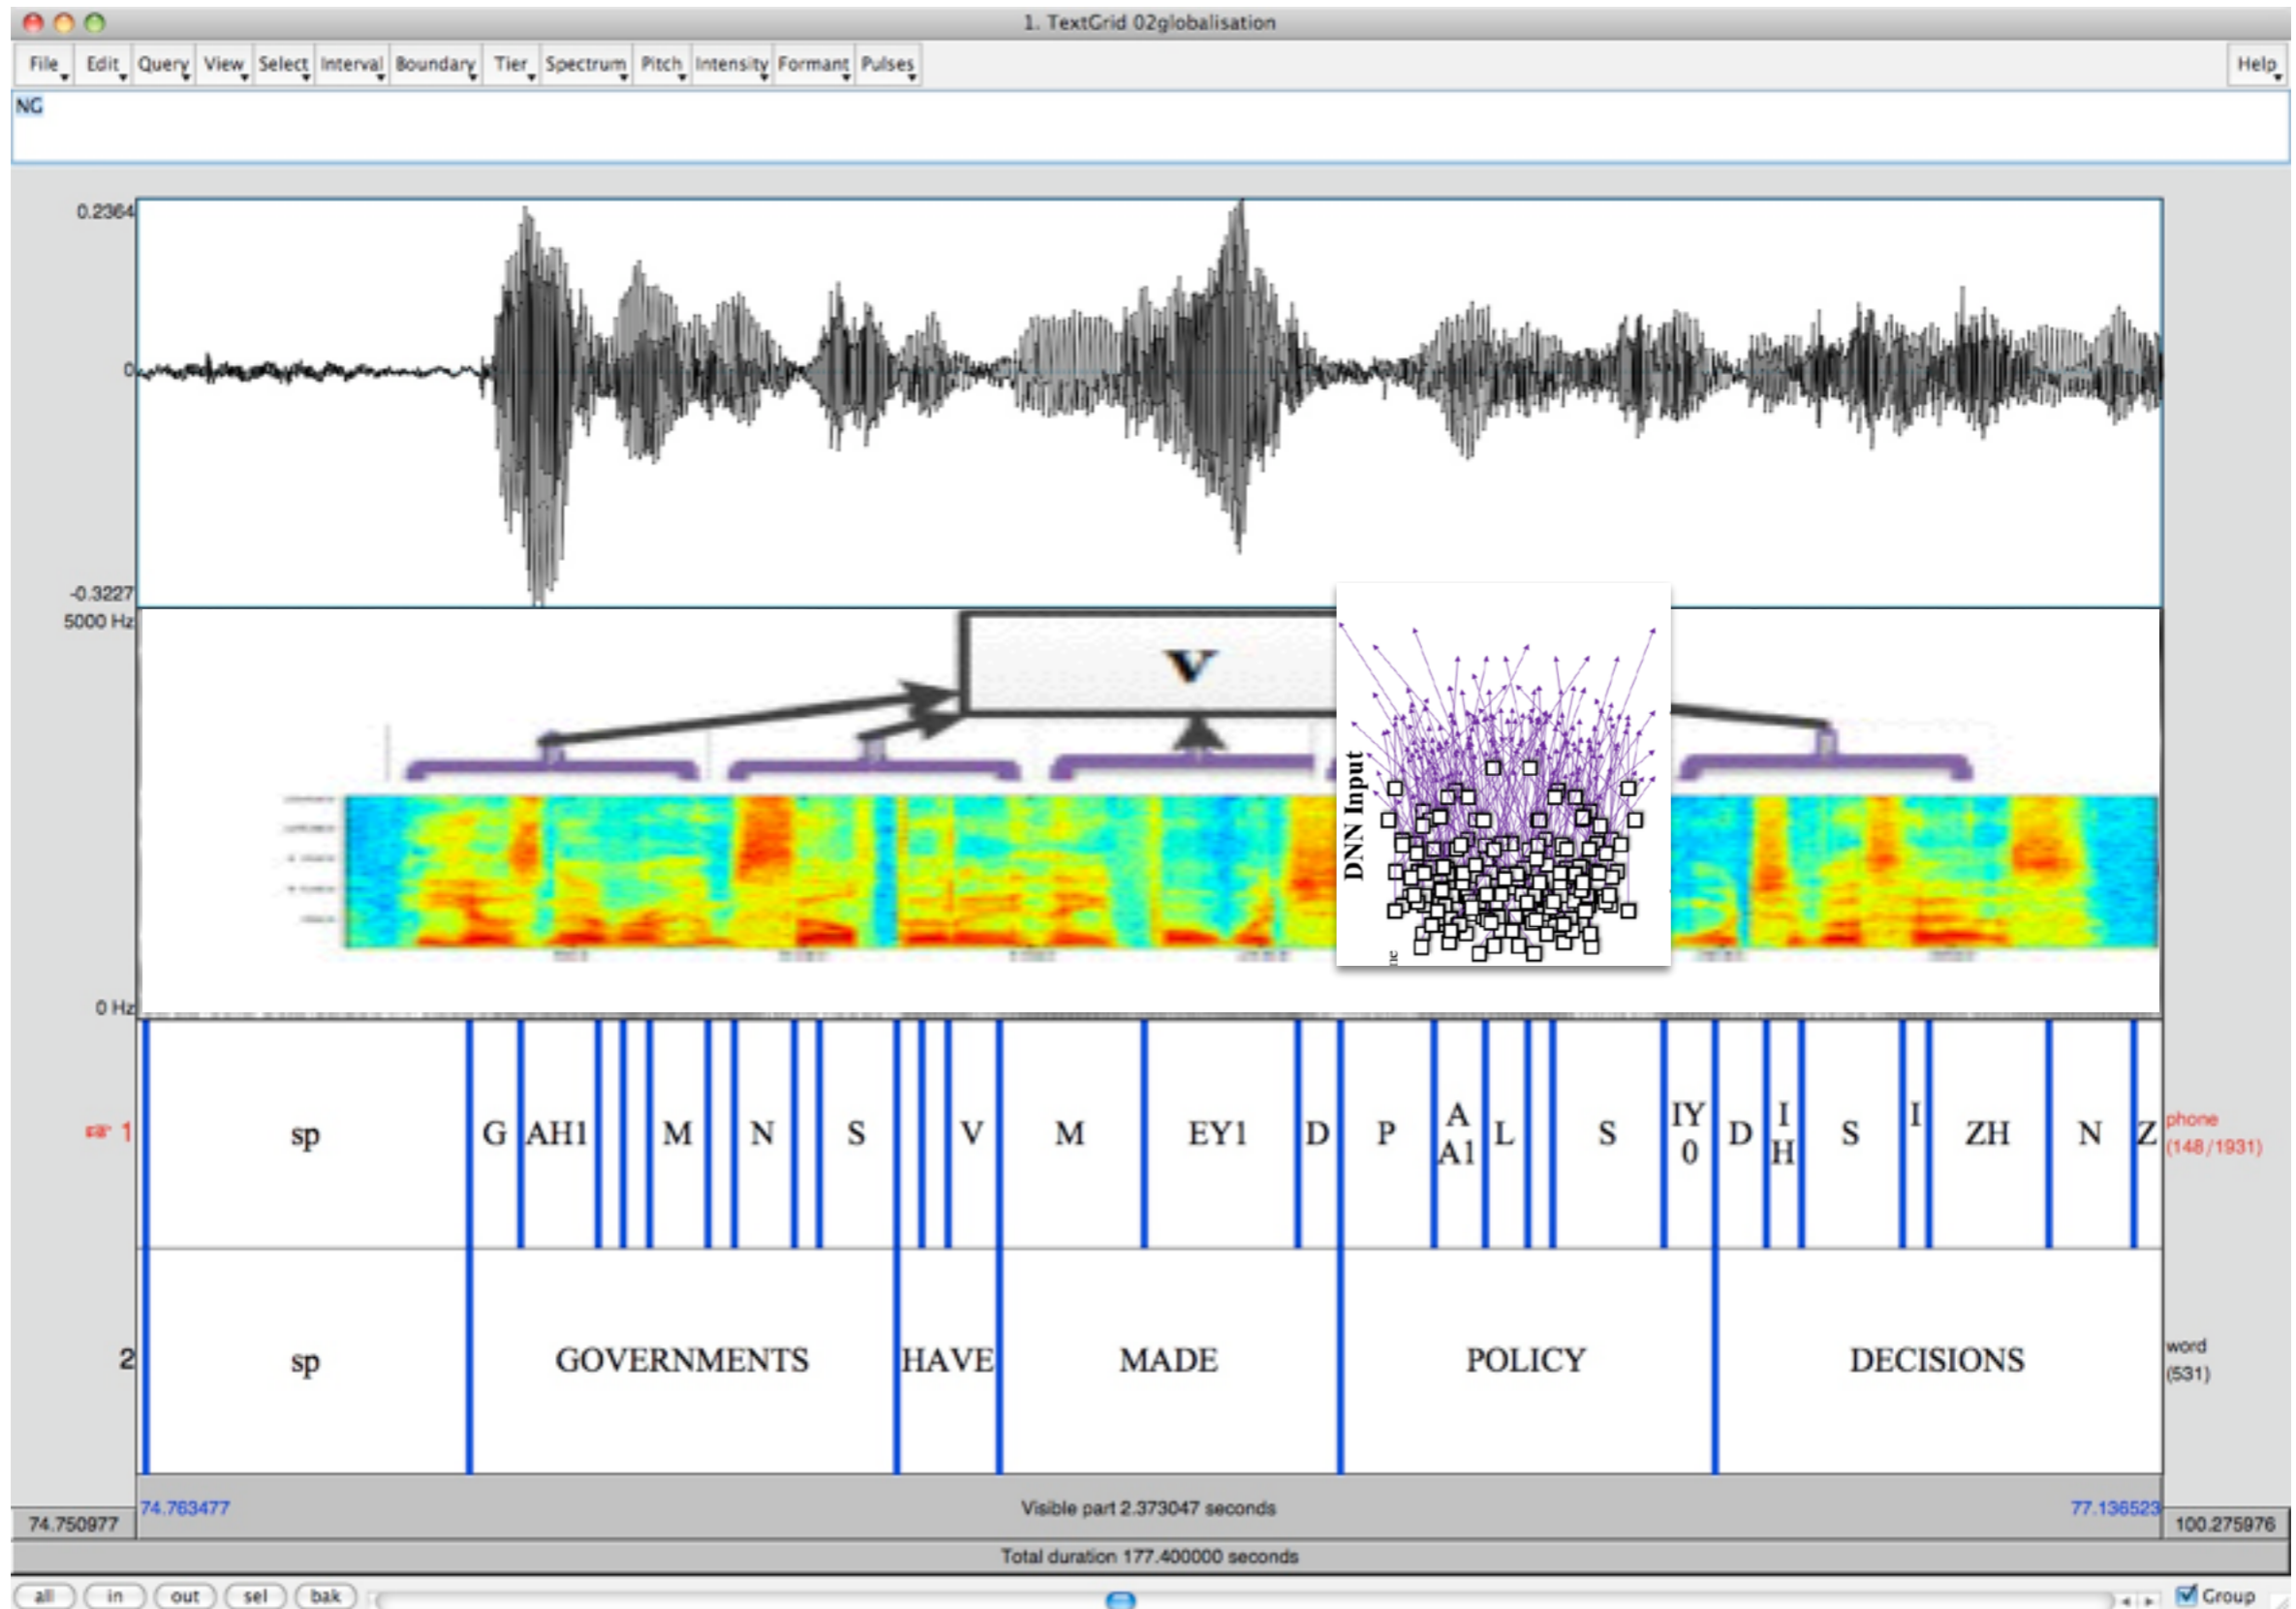 1. TextGrid 02globalisation
File Edit Query View Select Interval Boundary Tier Spectrum Pitch Intensity Formant Pulses Help
NG
0.2364
0
-0.3227
5000 Hz
V
DNN Input
0 Hz
1 sp G AH1 M N S V M EY1 D P A A1 L S IY 0 D I H S I ZH N Z phone (148/1931)
2 sp GOVERNMENTS HAVE MADE POLICY DECISIONS word (531)
74.763477 Visible part 2.373047 seconds 77.136523
74.750977 100.275976
Total duration 177.400000 seconds
all in out sel bak Group